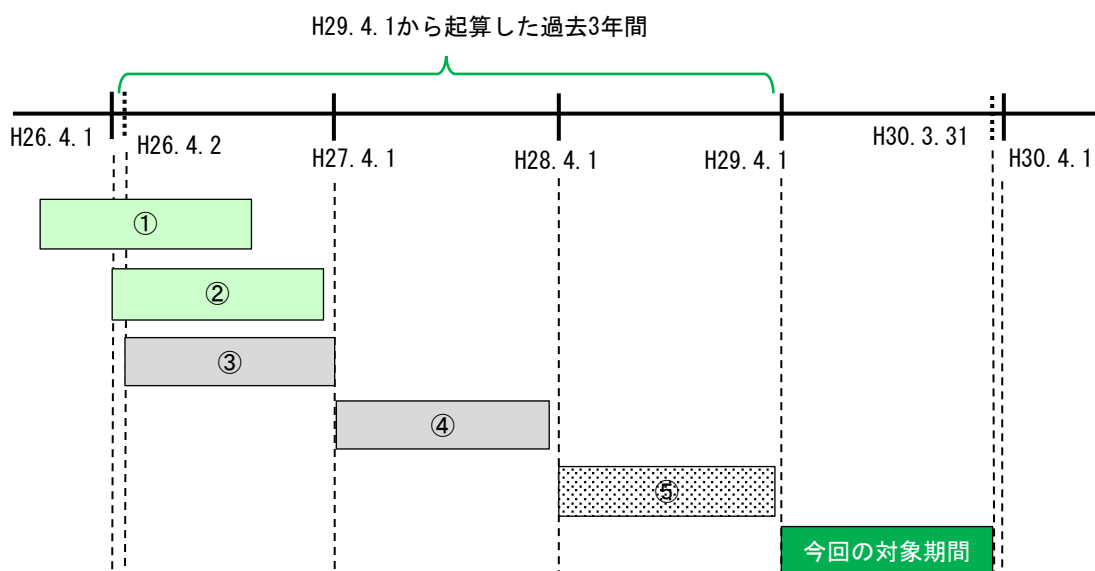 H29.4.1から起算した過去3年間
H26.4.1
H26.4.2
H27.4.1
H28.4.1
H29.4.1
H30.3.31
H30.4.1
①
②
③
④
⑤
今回の対象期間